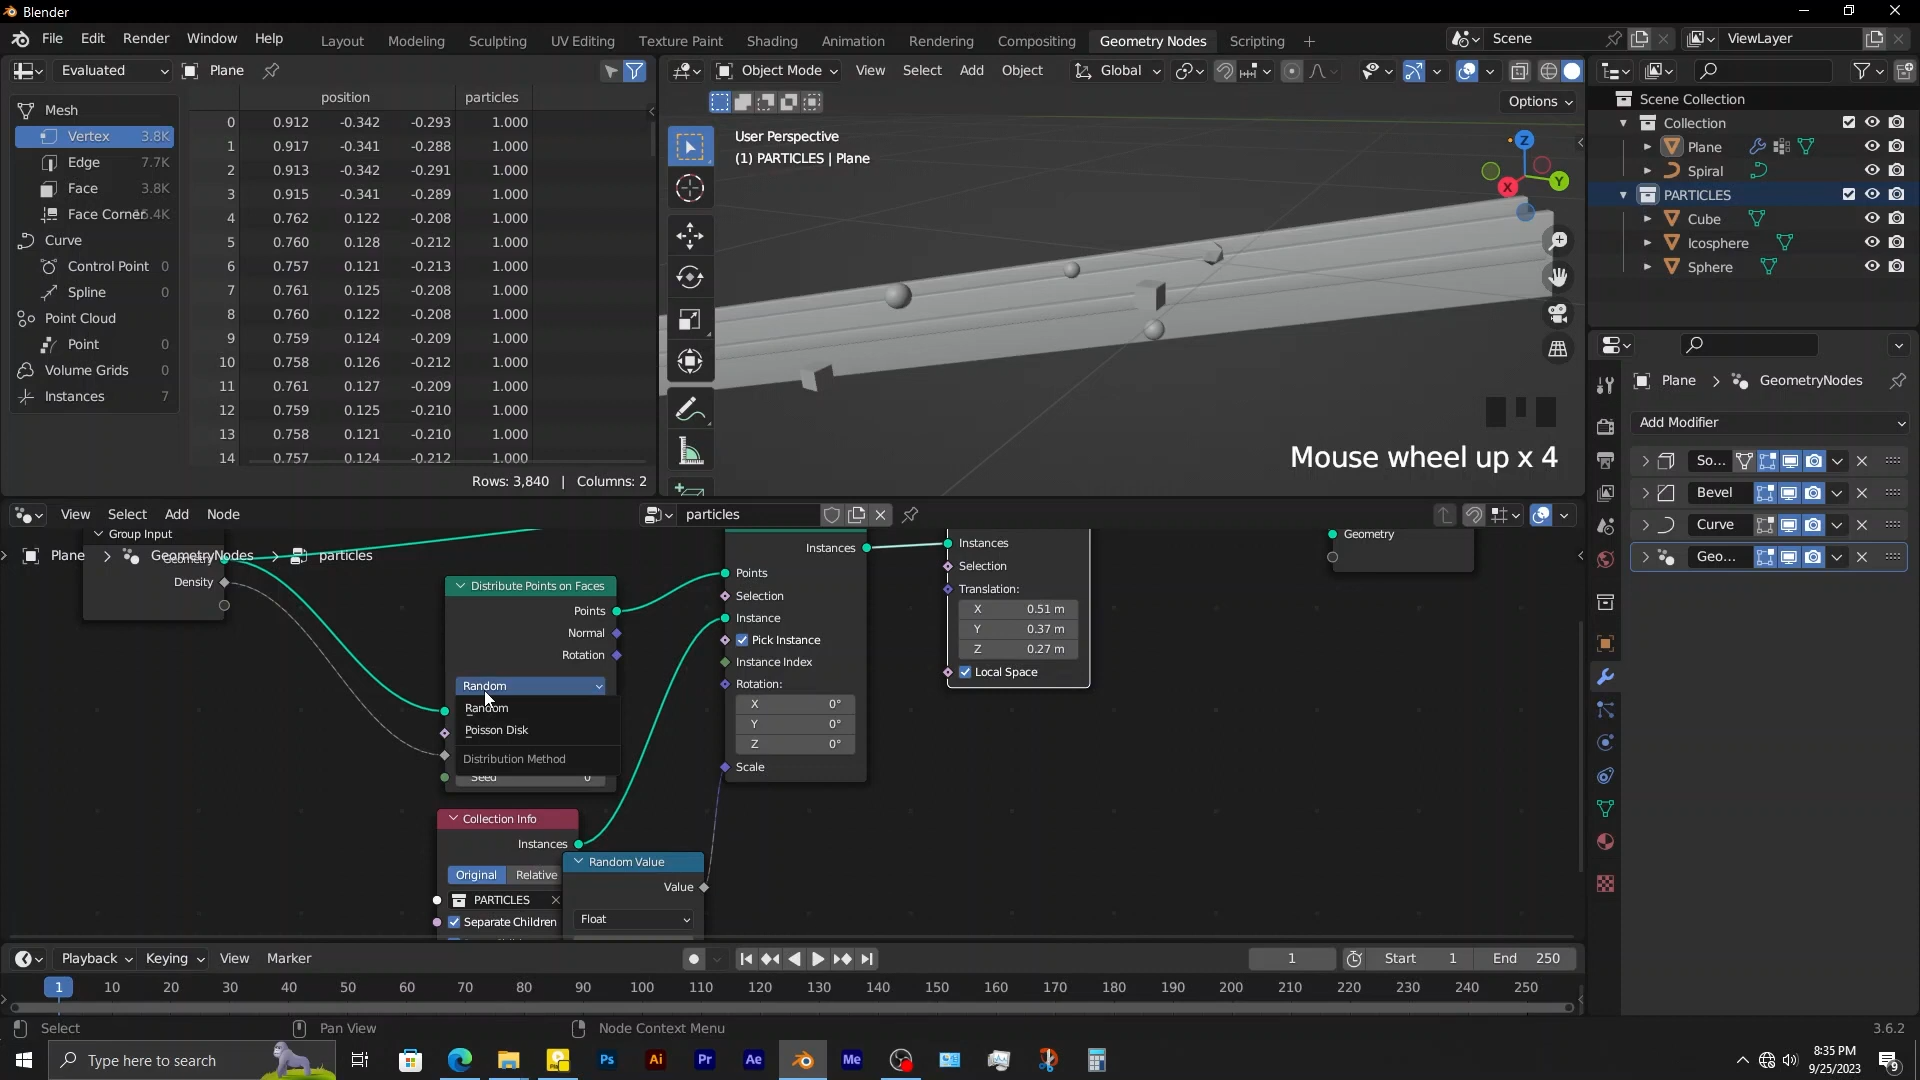 Blender
File Edit Render Window Help
Layout Modeling Sculpting UV Editing Texture Paint Shading Animation Rendering Compositing Geometry Nodes Scripting +
Scene
ViewLayer
Evaluated
Plane
Object Mode View Select Add Object
Global
Options
Mesh
Vertex 3.8K
Edge 7.7K
Face 3.8K
Face Corner 15.4K
Curve
Control Point 0
Spline 0
Point Cloud
Point 0
Volume Grids 0
Instances 7
position particles
0 0.912 -0.342 -0.293 1.000
1 0.917 -0.341 -0.288 1.000
2 0.913 -0.342 -0.291 1.000
3 0.915 -0.341 -0.289 1.000
4 0.762 0.122 -0.208 1.000
5 0.760 0.128 -0.212 1.000
6 0.757 0.121 -0.213 1.000
7 0.761 0.125 -0.208 1.000
8 0.760 0.122 -0.208 1.000
9 0.759 0.124 -0.209 1.000
10 0.758 0.126 -0.212 1.000
11 0.761 0.127 -0.209 1.000
12 0.759 0.125 -0.210 1.000
13 0.758 0.121 -0.210 1.000
14 0.757 0.124 -0.212 1.000
Rows: 3,840 | Columns: 2
User Perspective
(1) PARTICLES | Plane
Z
X
Y
Mouse wheel up x 4
Scene Collection
Collection
Plane
Spiral
PARTICLES
Cube
Icosphere
Sphere
Plane > GeometryNodes
Add Modifier
So...
Bevel
Curve
Geo...
View Select Add Node
particles
Plane > GeometryNodes > particles
Group Input
Geometry
Density
Distribute Points on Faces
Points
Normal
Rotation
Random
Random
Poisson Disk
Distribution Method
Seed 0
Collection Info
Instances
Original Relative
PARTICLES
Separate Children
Random Value
Value
Float
Instances
Points
Selection
Instance
Pick Instance
Instance Index
Rotation:
X 0°
Y 0°
Z 0°
Scale
Instances
Selection
Translation:
X 0.51 m
Y 0.37 m
Z 0.27 m
Local Space
Geometry
Playback Keying View Marker
1
Start 1 End 250
1 10 20 30 40 50 60 70 80 90 100 110 120 130 140 150 160 170 180 190 200 210 220 230 240 250
Select Pan View Node Context Menu
3.6.2
Type here to search
Ps Ai Pr Ae Me
8:35 PM
9/25/2023
9